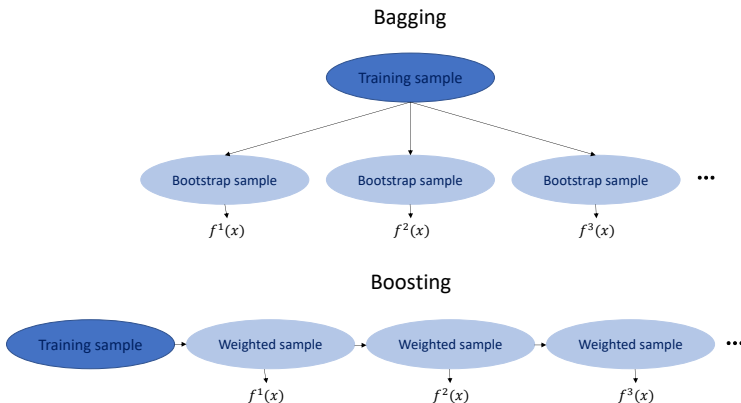 Bagging
Training sample
Bootstrap sample Bootstrap sample Bootstrap sample •••
f¹(x) f²(x) f³(x)
Boosting
Training sample Weighted sample Weighted sample Weighted sample •••
f¹(x) f²(x) f³(x)